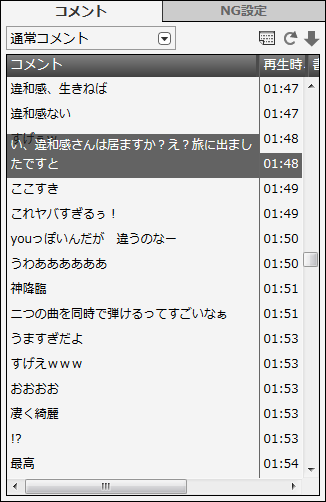 コメント NG設定
通常コメント
コメント 再生時
違和感、生きねば 01:47
違和感ない 01:47
01:48
い、違和感さんは居ますか？え？旅に出まし
たですと 01:48
ここすき 01:49
これヤバすぎるぅ！ 01:49
youっぽいんだが　違うのなー 01:50
うわああああああ 01:50
神降臨 01:51
二つの曲を同時で弾けるってすごいなぁ 01:51
うますぎだよ 01:53
すげえｗｗｗ 01:53
おおおお 01:53
凄く綺麗 01:53
!? 01:53
最高 01:54